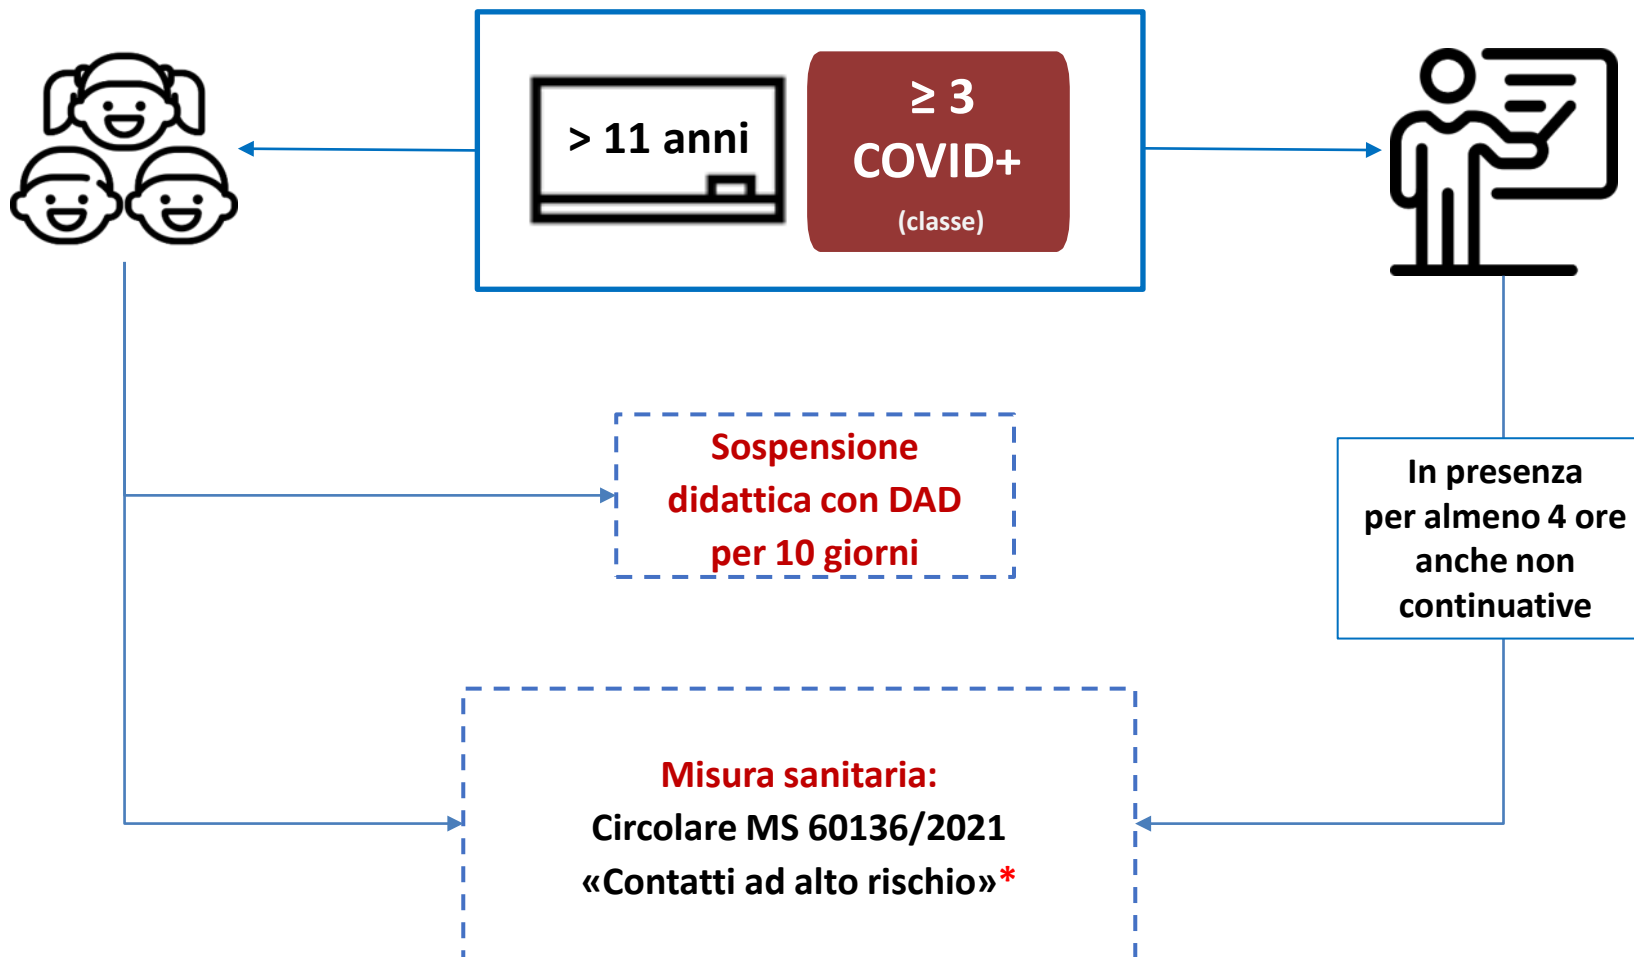 > 11 anni
≥ 3
COVID+
(classe)
Sospensione
didattica con DAD
per 10 giorni
In presenza
per almeno 4 ore
anche non
continuative
Misura sanitaria:
Circolare MS 60136/2021
«Contatti ad alto rischio»*